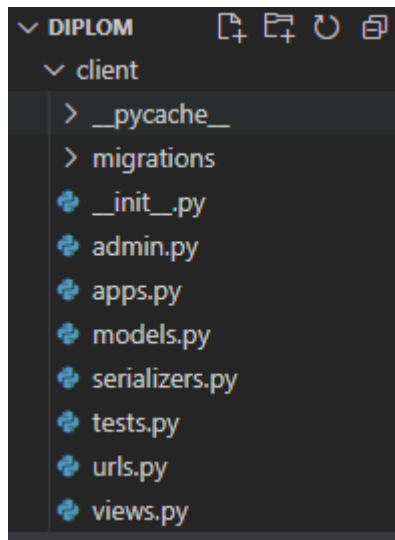 DIPLOM
client
__pycache__
migrations
__init__.py
admin.py
apps.py
models.py
serializers.py
tests.py
urls.py
views.py